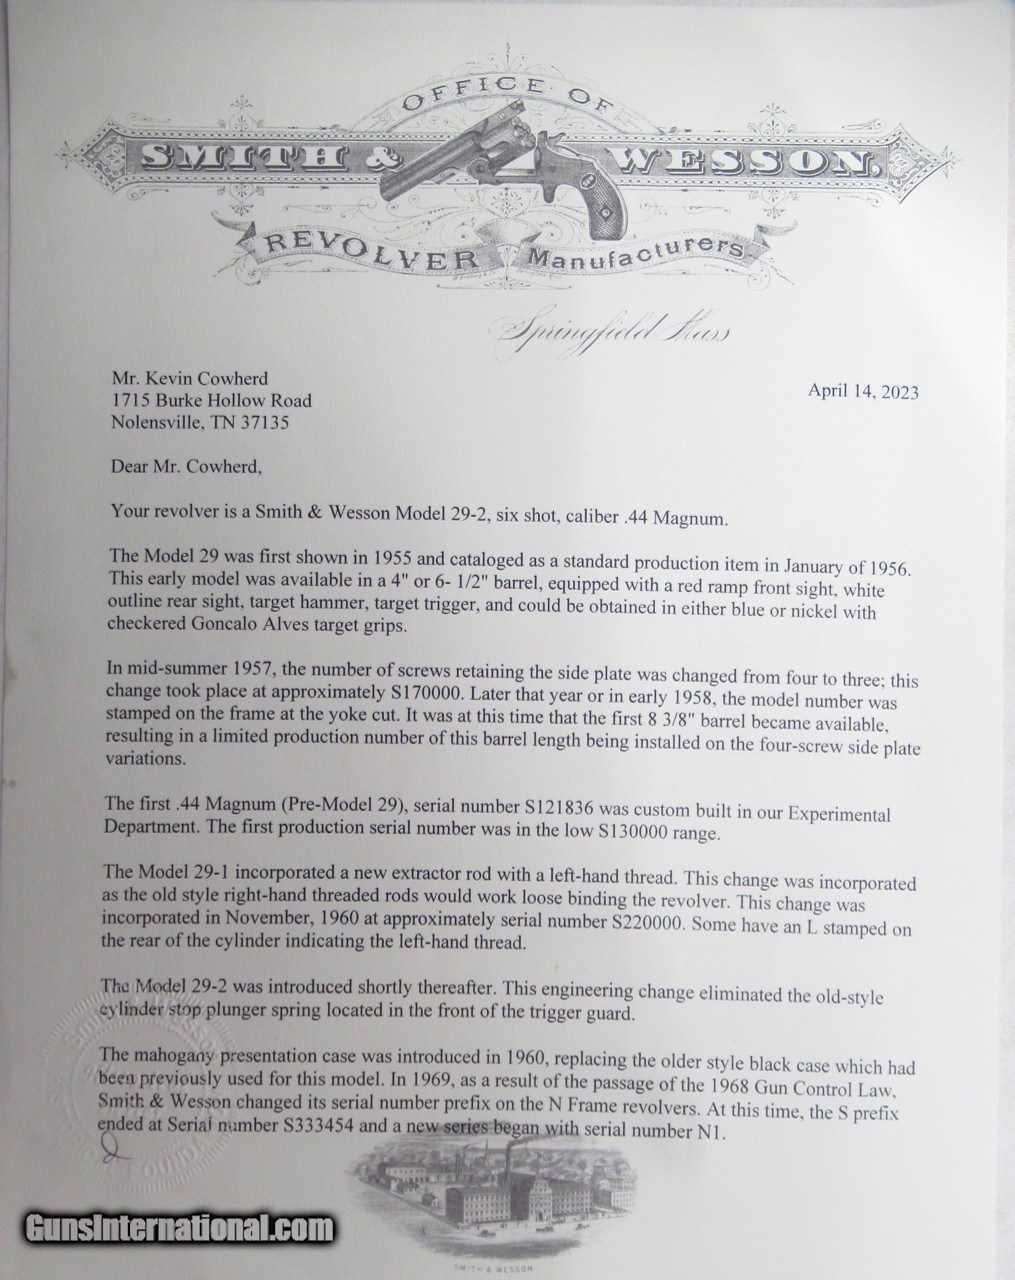 OFFICE OF
SMITH & WESSON,
REVOLVER Manufacturers
Springfield Mass
Mr. Kevin Cowherd
April 14, 2023
1715 Burke Hollow Road
Nolensville, TN 37135
Dear Mr. Cowherd,
Your revolver is a Smith & Wesson Model 29-2, six shot, caliber .44 Magnum.
The Model 29 was first shown in 1955 and cataloged as a standard production item in January of 1956.
This early model was available in a 4" or 6- 1/2" barrel, equipped with a red ramp front sight, white
outline rear sight, target hammer, target trigger, and could be obtained in either blue or nickel with
checkered Goncalo Alves target grips.
In mid-summer 1957, the number of screws retaining the side plate was changed from four to three; this
change took place at approximately S170000. Later that year or in early 1958, the model number was
stamped on the frame at the yoke cut. It was at this time that the first 8 3/8" barrel became available,
resulting in a limited production number of this barrel length being installed on the four-screw side plate
variations.
The first .44 Magnum (Pre-Model 29), serial number S121836 was custom built in our Experimental
Department. The first production serial number was in the low S130000 range.
The Model 29-1 incorporated a new extractor rod with a left-hand thread. This change was incorporated
as the old style right-hand threaded rods would work loose binding the revolver. This change was
incorporated in November, 1960 at approximately serial number S220000. Some have an L stamped on
the rear of the cylinder indicating the left-hand thread.
The Model 29-2 was introduced shortly thereafter. This engineering change eliminated the old-style
cylinder stop plunger spring located in the front of the trigger guard.
The mahogany presentation case was introduced in 1960, replacing the older style black case which had
been previously used for this model. In 1969, as a result of the passage of the 1968 Gun Control Law,
Smith & Wesson changed its serial number prefix on the N Frame revolvers. At this time, the S prefix
ended at Serial number S333454 and a new series began with serial number N1.
GunsInternational.com
SMITH & WESSON